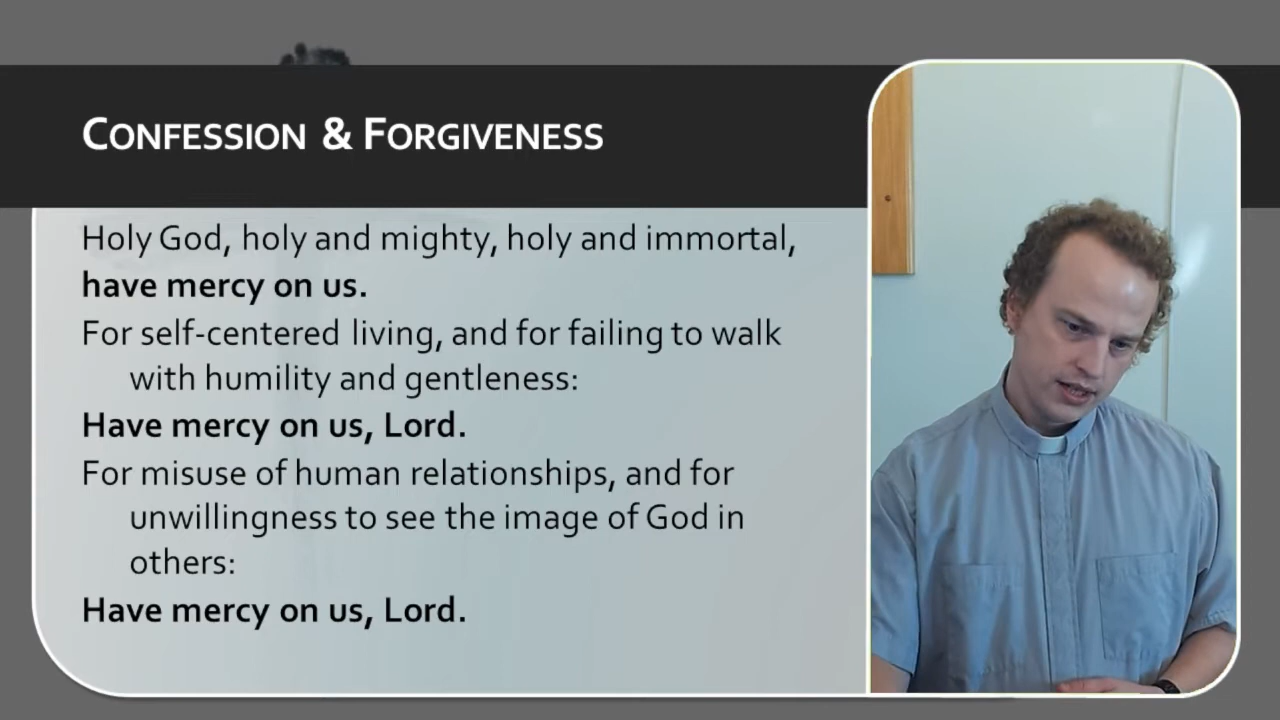 CONFESSION & FORGIVENESS
Holy God, holy and mighty, holy and immortal,
have mercy on us.
For self-centered living, and for failing to walk
with humility and gentleness:
Have mercy on us, Lord.
For misuse of human relationships, and for
unwillingness to see the image of God in
others:
Have mercy on us, Lord.